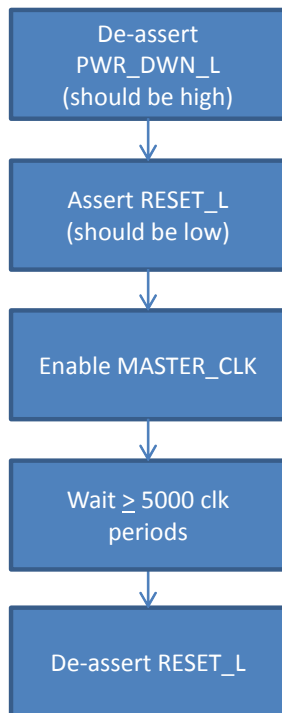 De-assert
PWR_DWN_L
(should be high)
Assert RESET_L
(should be low)
Enable MASTER_CLK
Wait ≥ 5000 clk
periods
De-assert RESET_L